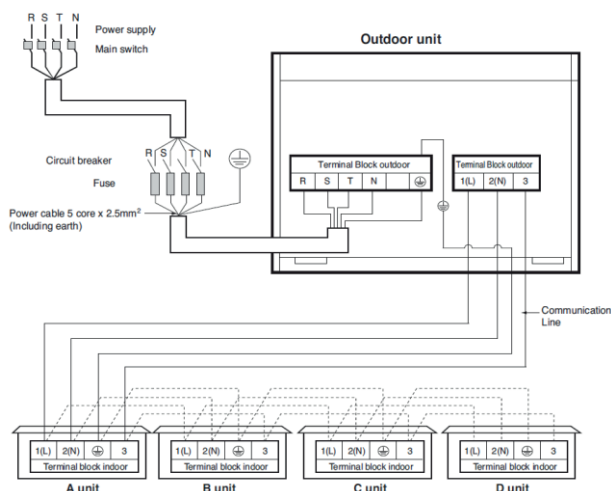 R S T N
Power supply
Main switch
Outdoor unit
R S T N
Circuit breaker
Fuse
Terminal Block outdoor
R S T N
Terminal Block outdoor
1(L) 2(N) 3
Power cable 5 core x 2.5mm²
(Including earth)
Communication
Line
1(L) 2(N) 3
Terminal block indoor
A unit
1(L) 2(N) 3
Terminal block indoor
B unit
1(L) 2(N) 3
Terminal block indoor
C unit
1(L) 2(N) 3
Terminal block indoor
D unit